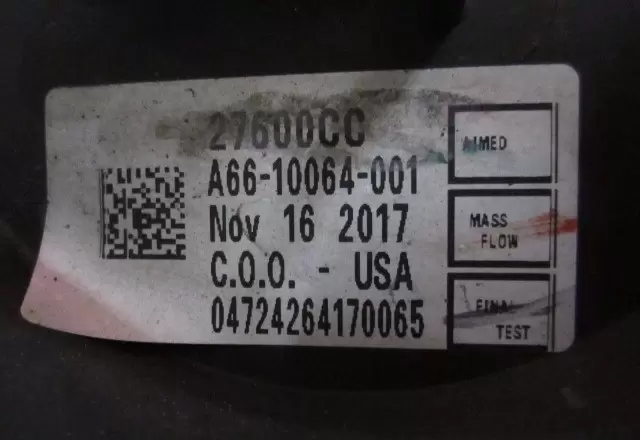 27600CC
A66-10064-001
Nov 16 2017
C.O.O. - USA
04724264170065
AIMED
MASS
FLOW
FINAL
TEST